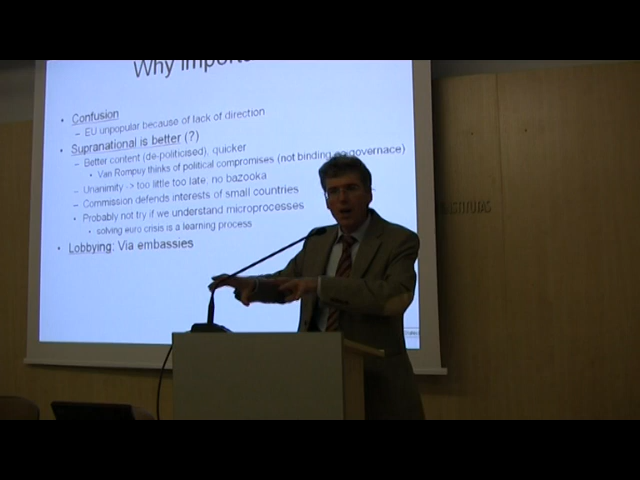 Why Import
• Confusion
– EU unpopular because of lack of direction
• Supranational is better (?)
– Better content (de-politicised), quicker
• Van Rompuy thinks of political compromises (not binding governace)
– Unanimity -> too little too late, no bazooka
– Commission defends interests of small countries
– Probably not try if we understand microprocesses
• solving euro crisis is a learning process
• Lobbying: Via embassies